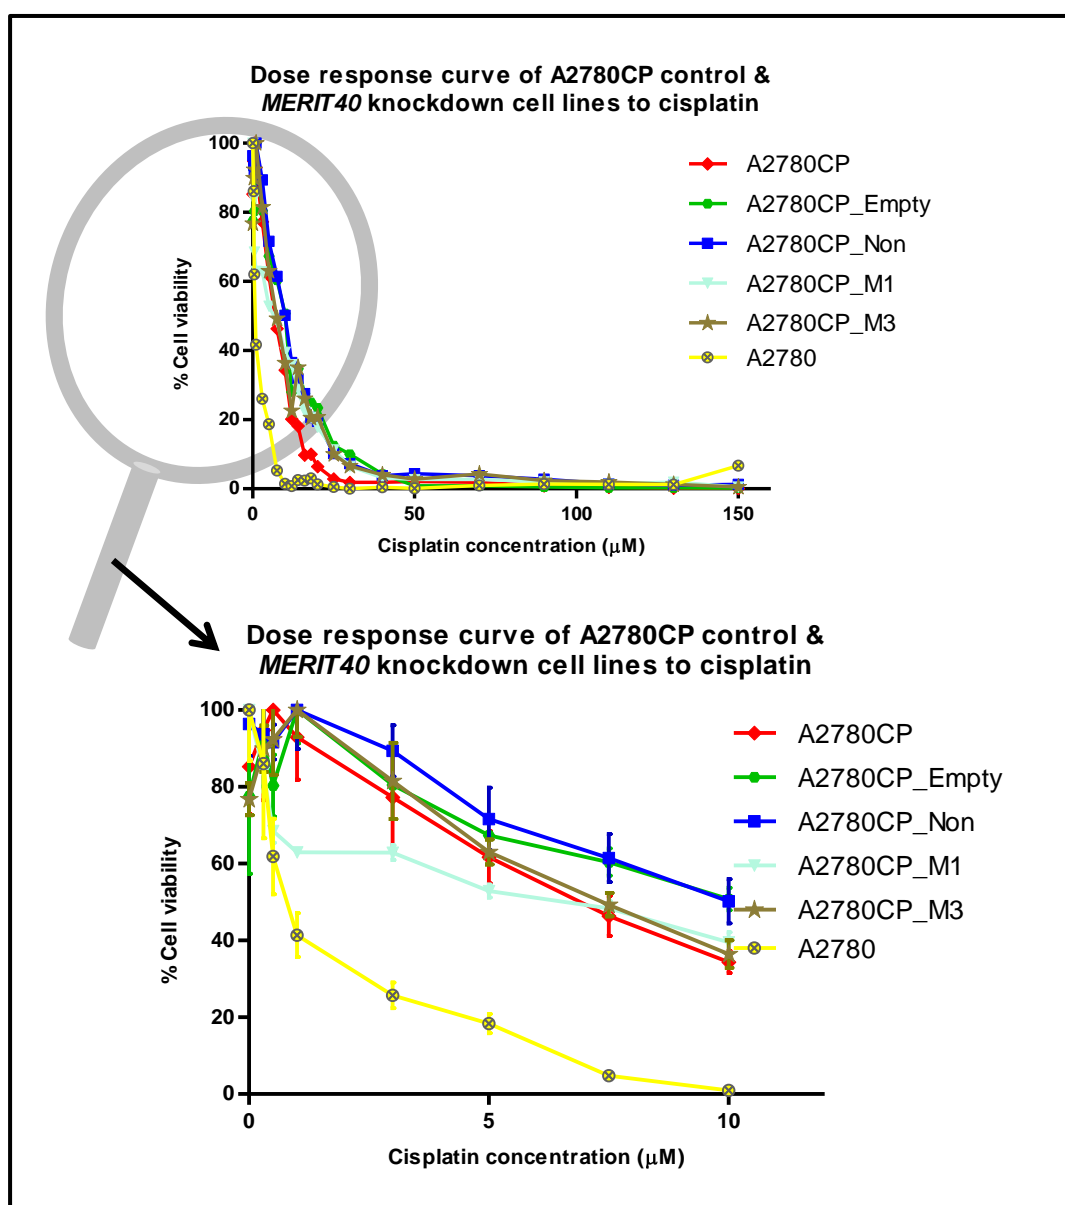 Dose response curve of A2780CP control &
MERIT40 knockdown cell lines to cisplatin
% Cell viability
100
80
60
40
20
0
0
50
100
150
Cisplatin concentration (μM)
A2780CP
A2780CP_Empty
A2780CP_Non
A2780CP_M1
A2780CP_M3
A2780
Dose response curve of A2780CP control &
MERIT40 knockdown cell lines to cisplatin
% Cell viability
100
80
60
40
20
0
0
5
10
Cisplatin concentration (μM)
A2780CP
A2780CP_Empty
A2780CP_Non
A2780CP_M1
A2780CP_M3
A2780